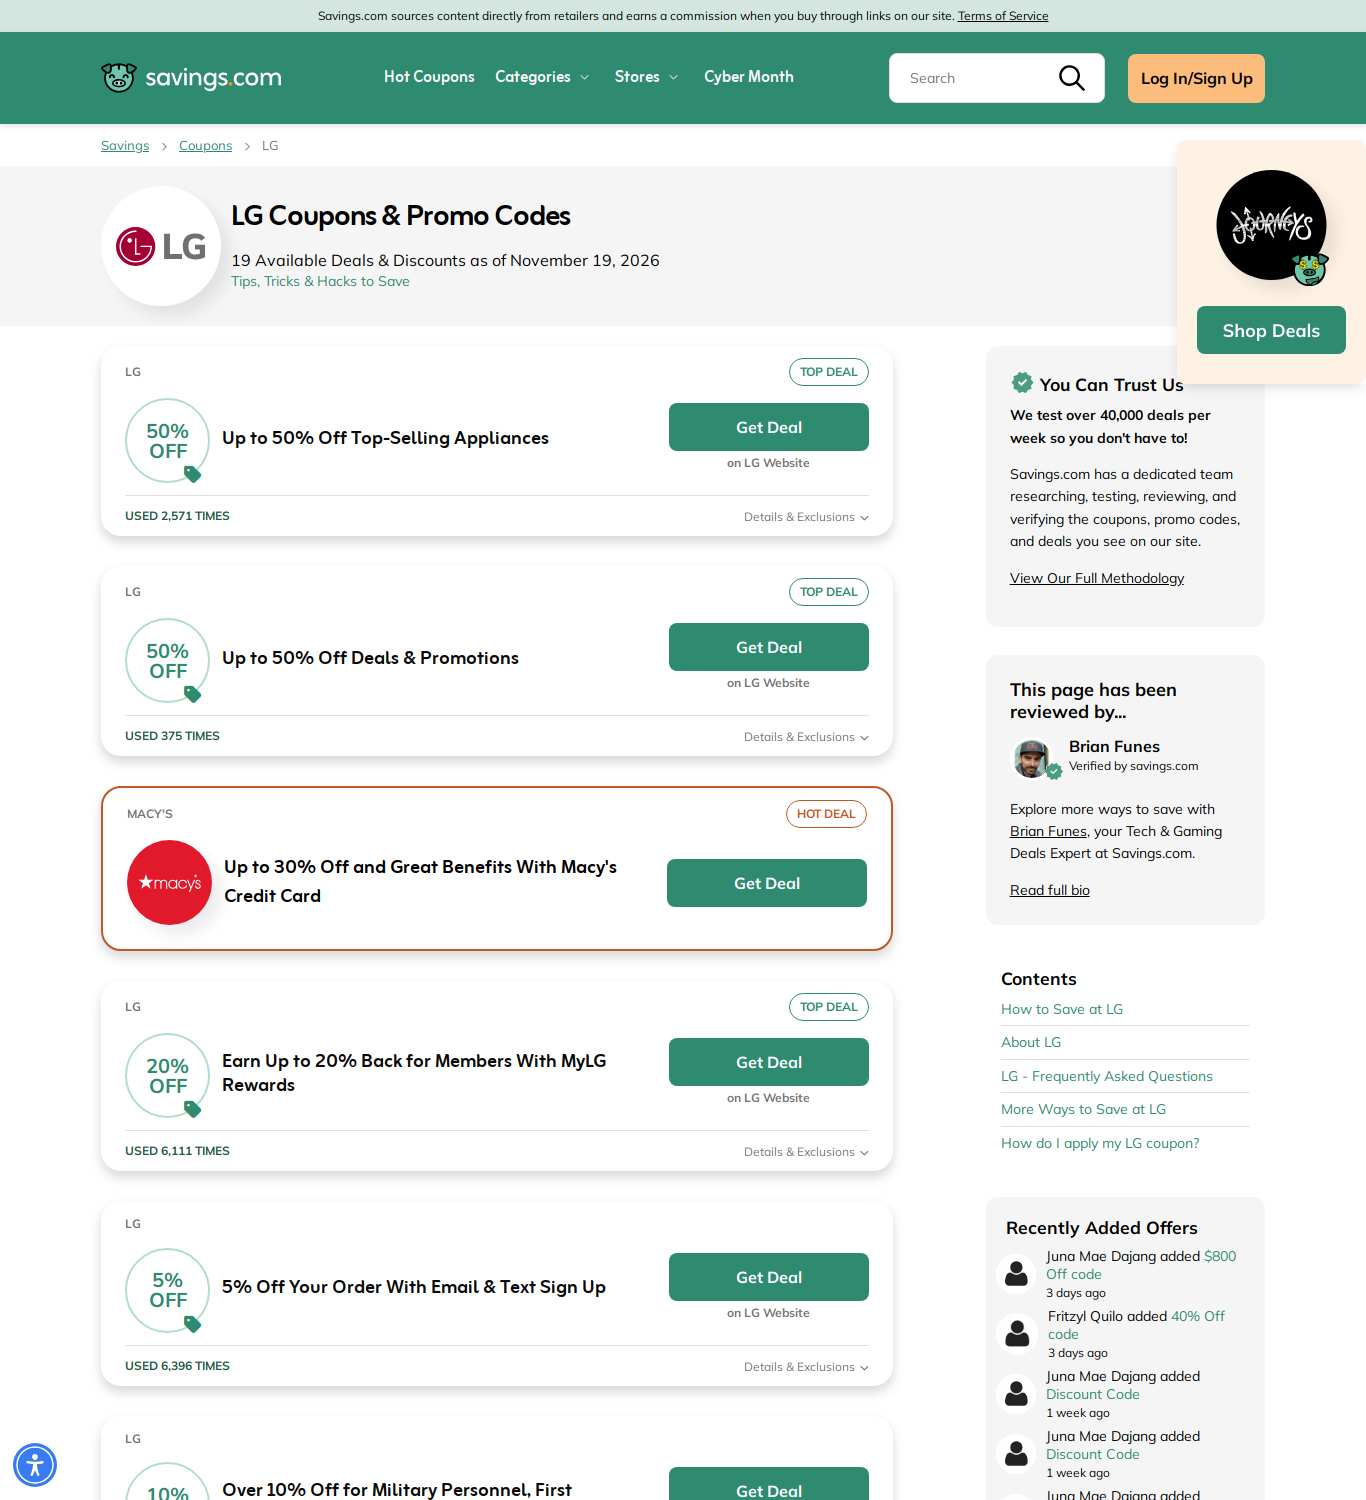 Savings.com sources content directly from retailers and earns a commission when you buy through links on our site. Terms of Service
savings.com
Hot Coupons
Categories
Stores
Cyber Month
Search
Log In/Sign Up
Savings
Coupons
LG
LG
LG Coupons & Promo Codes
19 Available Deals & Discounts as of November 19, 2026
Tips, Tricks & Hacks to Save
JOURNEYS
Shop Deals
LG
TOP DEAL
50%
OFF
Up to 50% Off Top-Selling Appliances
Get Deal
on LG Website
USED 2,571 TIMES
Details & Exclusions
LG
TOP DEAL
50%
OFF
Up to 50% Off Deals & Promotions
Get Deal
on LG Website
USED 375 TIMES
Details & Exclusions
MACY'S
HOT DEAL
macy's
Up to 30% Off and Great Benefits With Macy's
Credit Card
Get Deal
LG
TOP DEAL
20%
OFF
Earn Up to 20% Back for Members With MyLG
Rewards
Get Deal
on LG Website
USED 6,111 TIMES
Details & Exclusions
LG
5%
OFF
5% Off Your Order With Email & Text Sign Up
Get Deal
on LG Website
USED 6,396 TIMES
Details & Exclusions
LG
10%
Over 10% Off for Military Personnel, First
Get Deal
You Can Trust Us
We test over 40,000 deals per
week so you don't have to!
Savings.com has a dedicated team
researching, testing, reviewing, and
verifying the coupons, promo codes,
and deals you see on our site.
View Our Full Methodology
This page has been
reviewed by...
Brian Funes
Verified by savings.com
Explore more ways to save with
Brian Funes, your Tech & Gaming
Deals Expert at Savings.com.
Read full bio
Contents
How to Save at LG
About LG
LG - Frequently Asked Questions
More Ways to Save at LG
How do I apply my LG coupon?
Recently Added Offers
Juna Mae Dajang added $800
Off code
3 days ago
Fritzyl Quilo added 40% Off
code
3 days ago
Juna Mae Dajang added
Discount Code
1 week ago
Juna Mae Dajang added
Discount Code
1 week ago
Juna Mae Dajang added